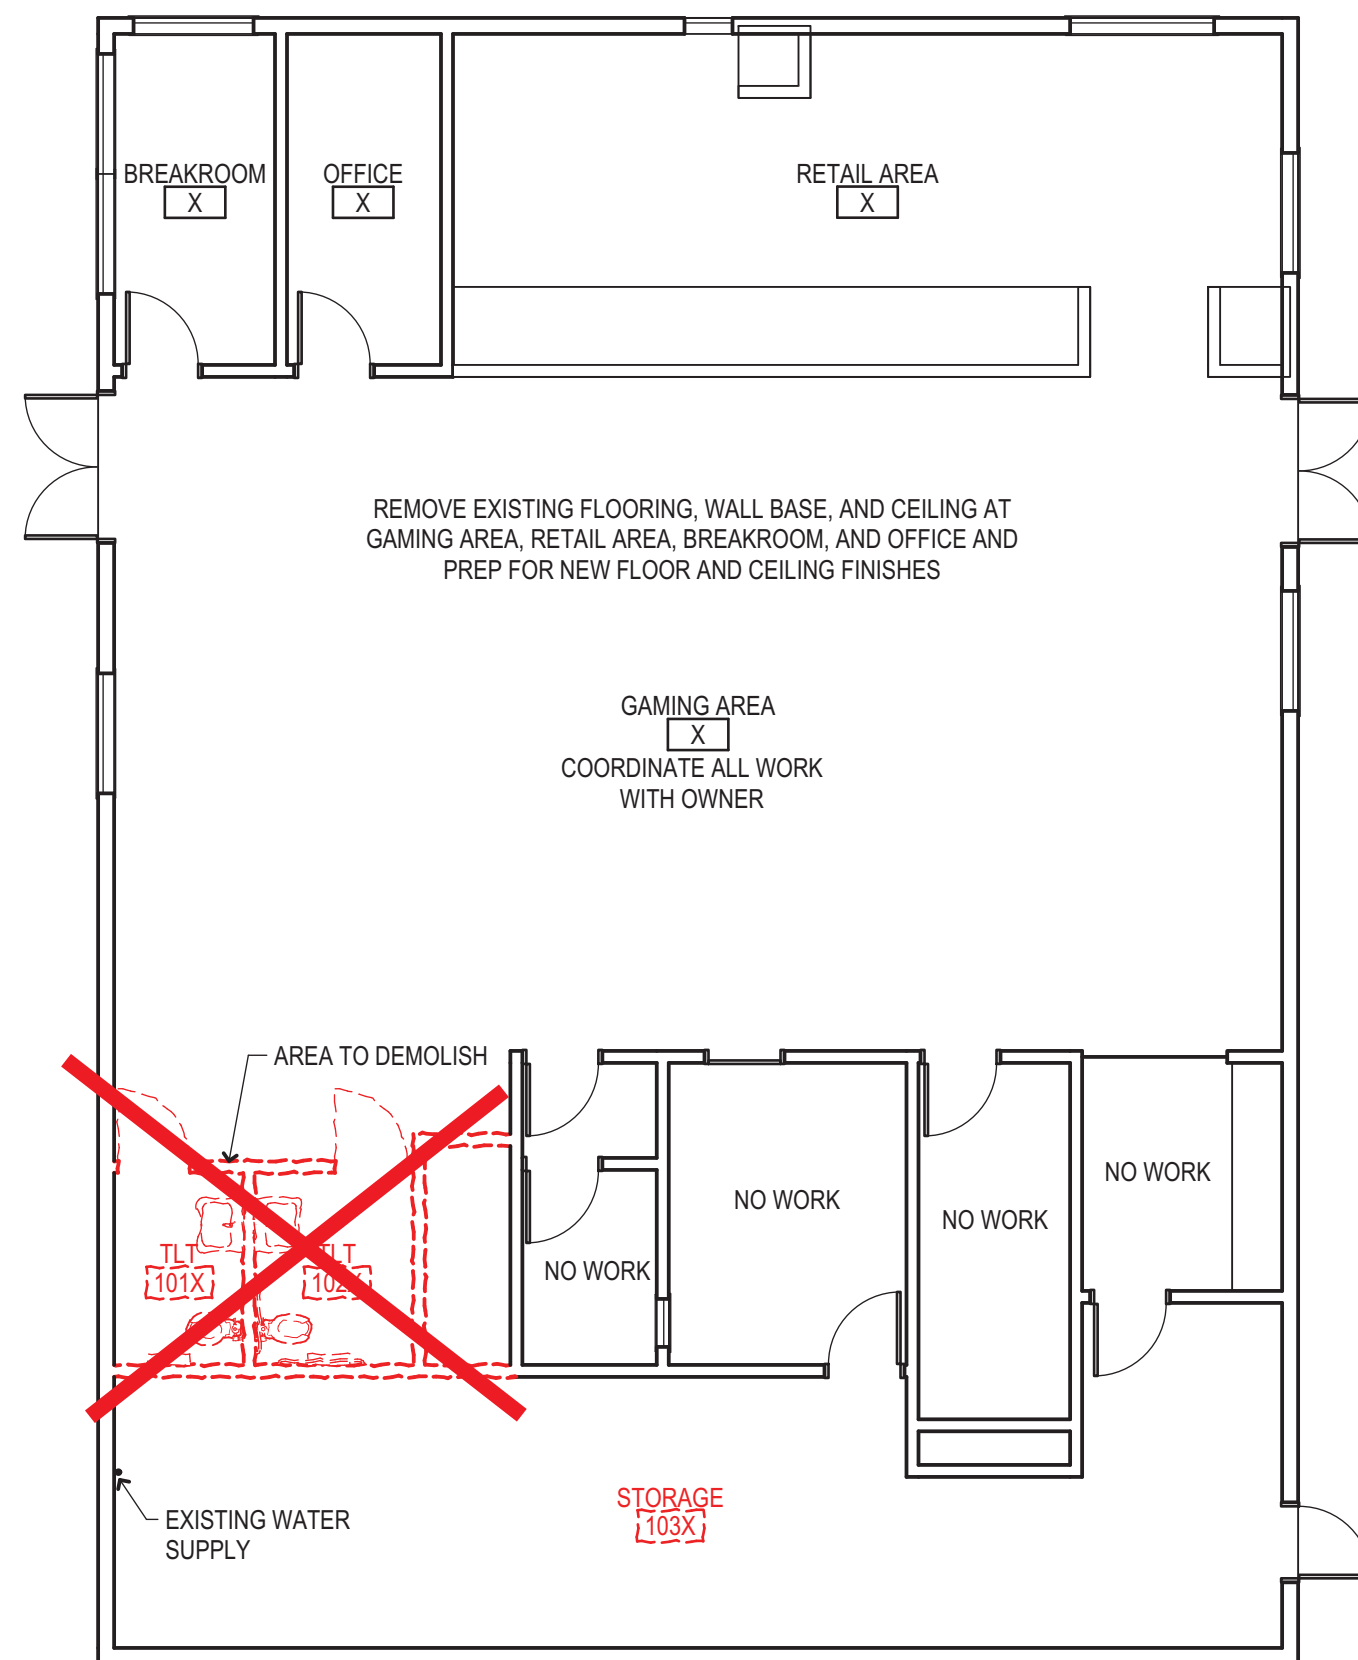 BREAKROOM
X
OFFICE
X
RETAIL AREA
X
REMOVE EXISTING FLOORING, WALL BASE, AND CEILING AT
GAMING AREA, RETAIL AREA, BREAKROOM, AND OFFICE AND
PREP FOR NEW FLOOR AND CEILING FINISHES
GAMING AREA
X
COORDINATE ALL WORK
WITH OWNER
AREA TO DEMOLISH
TLT
101X
TLT
102X
NO WORK
NO WORK
NO WORK
NO WORK
STORAGE
103X
EXISTING WATER
SUPPLY